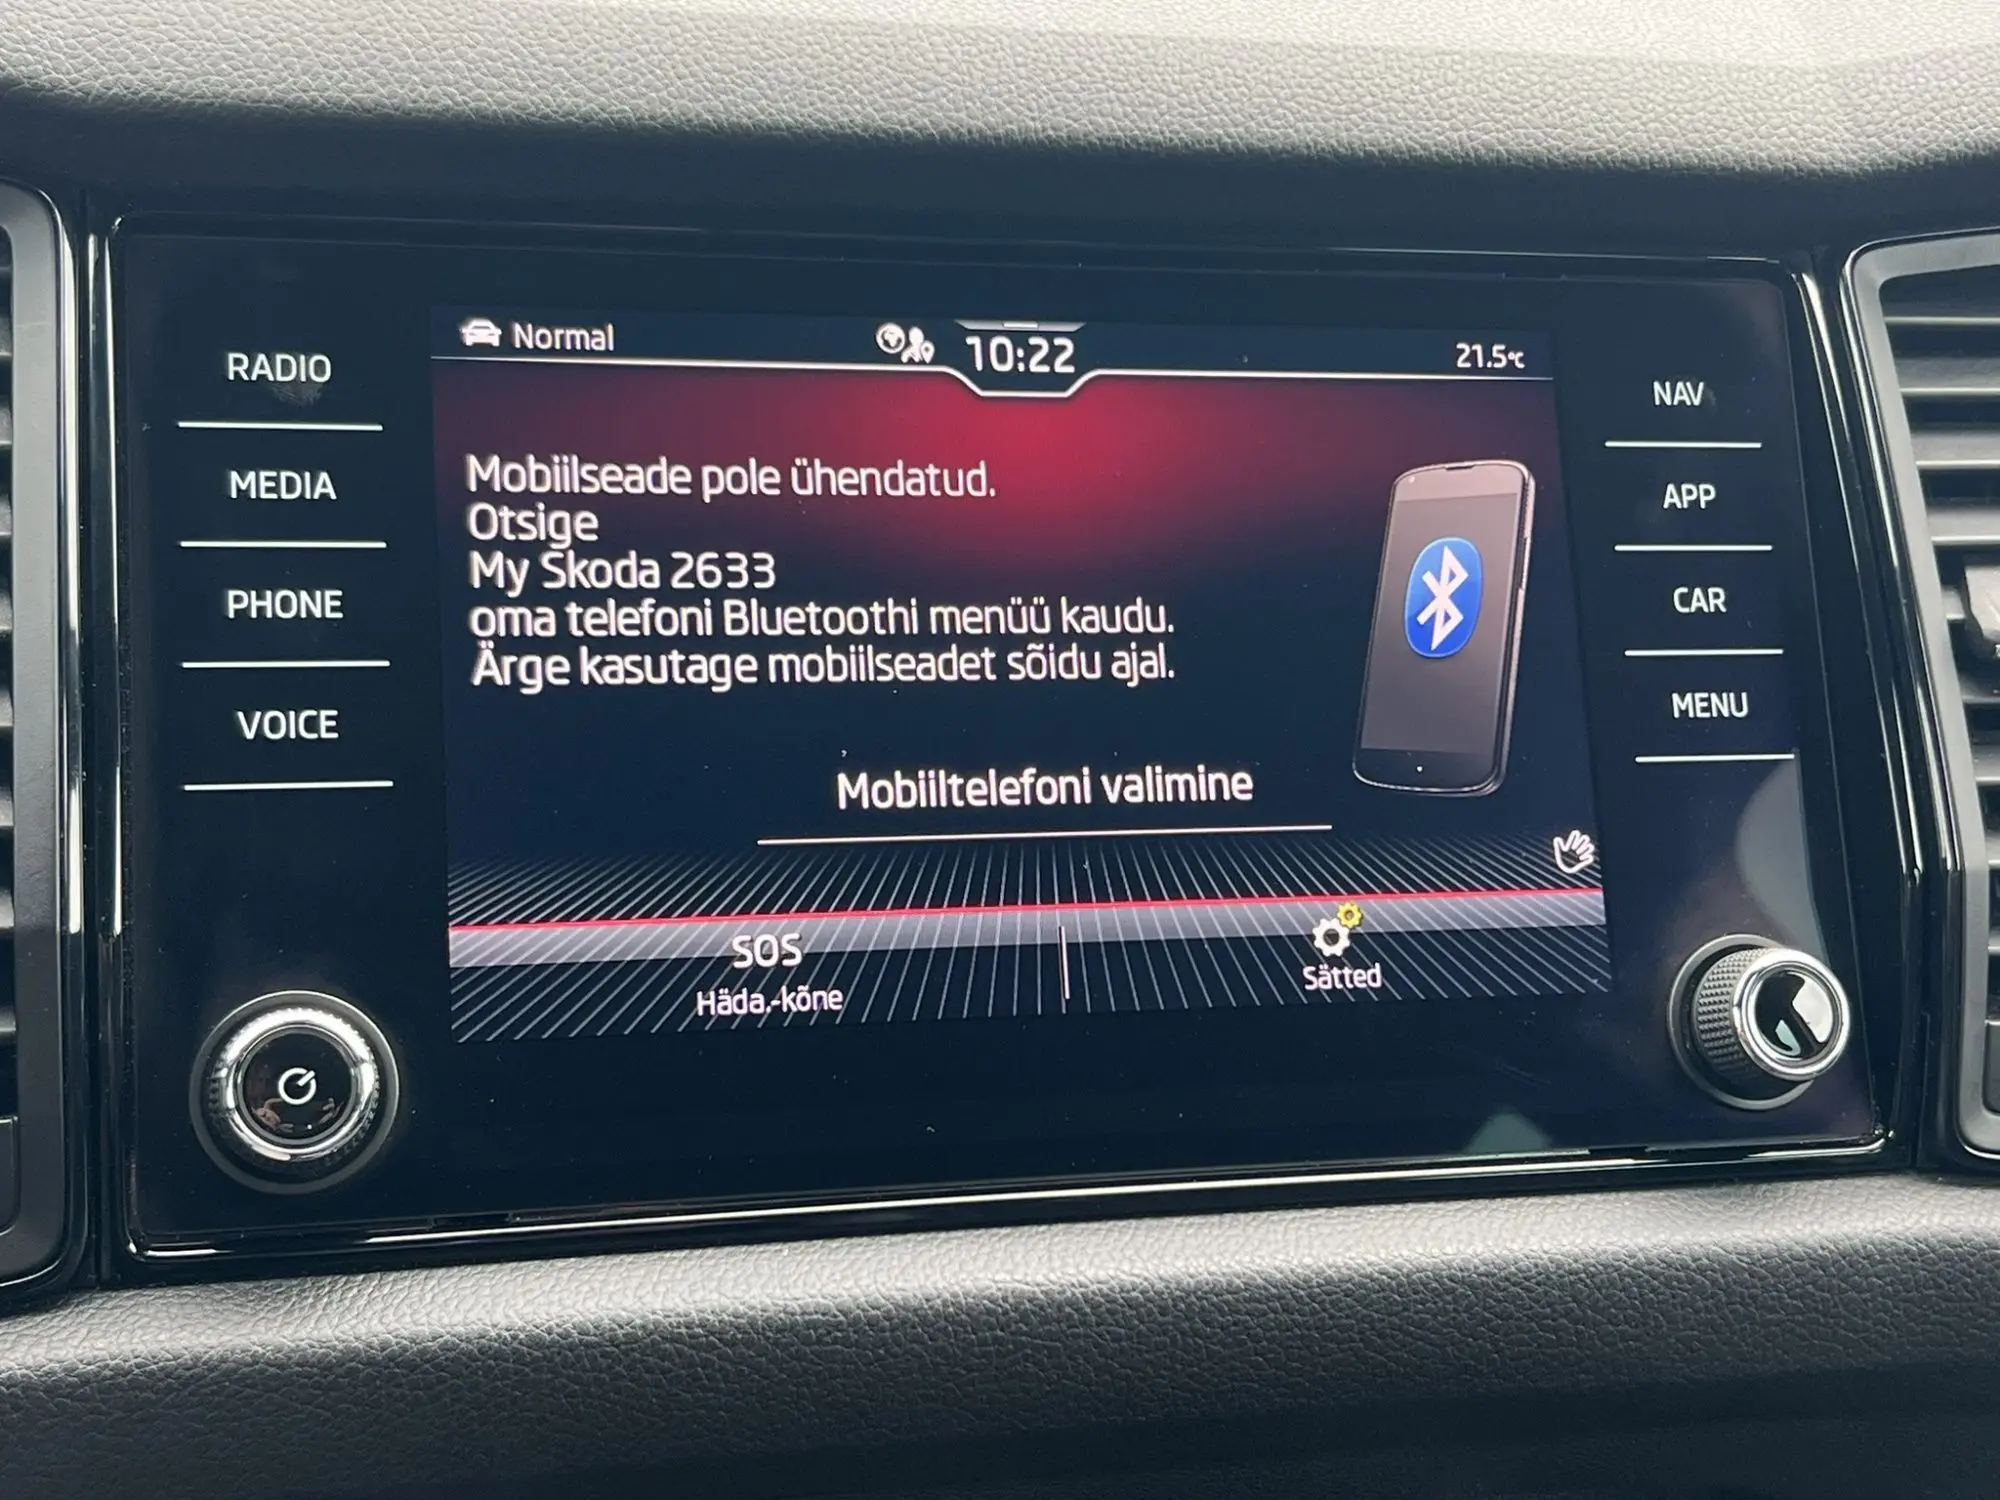 Normal
10:22
21.5°C
RADIO
MEDIA
PHONE
VOICE
Mobiilseade pole ühendatud.
Otsige
My Skoda 2633
oma telefoni Bluetoothi menüü kaudu.
Ärge kasutage mobiilseadet sõidu ajal.
Mobiiltelefoni valimine
SOS
Häda.-kõne
Sätted
NAV
APP
CAR
MENU